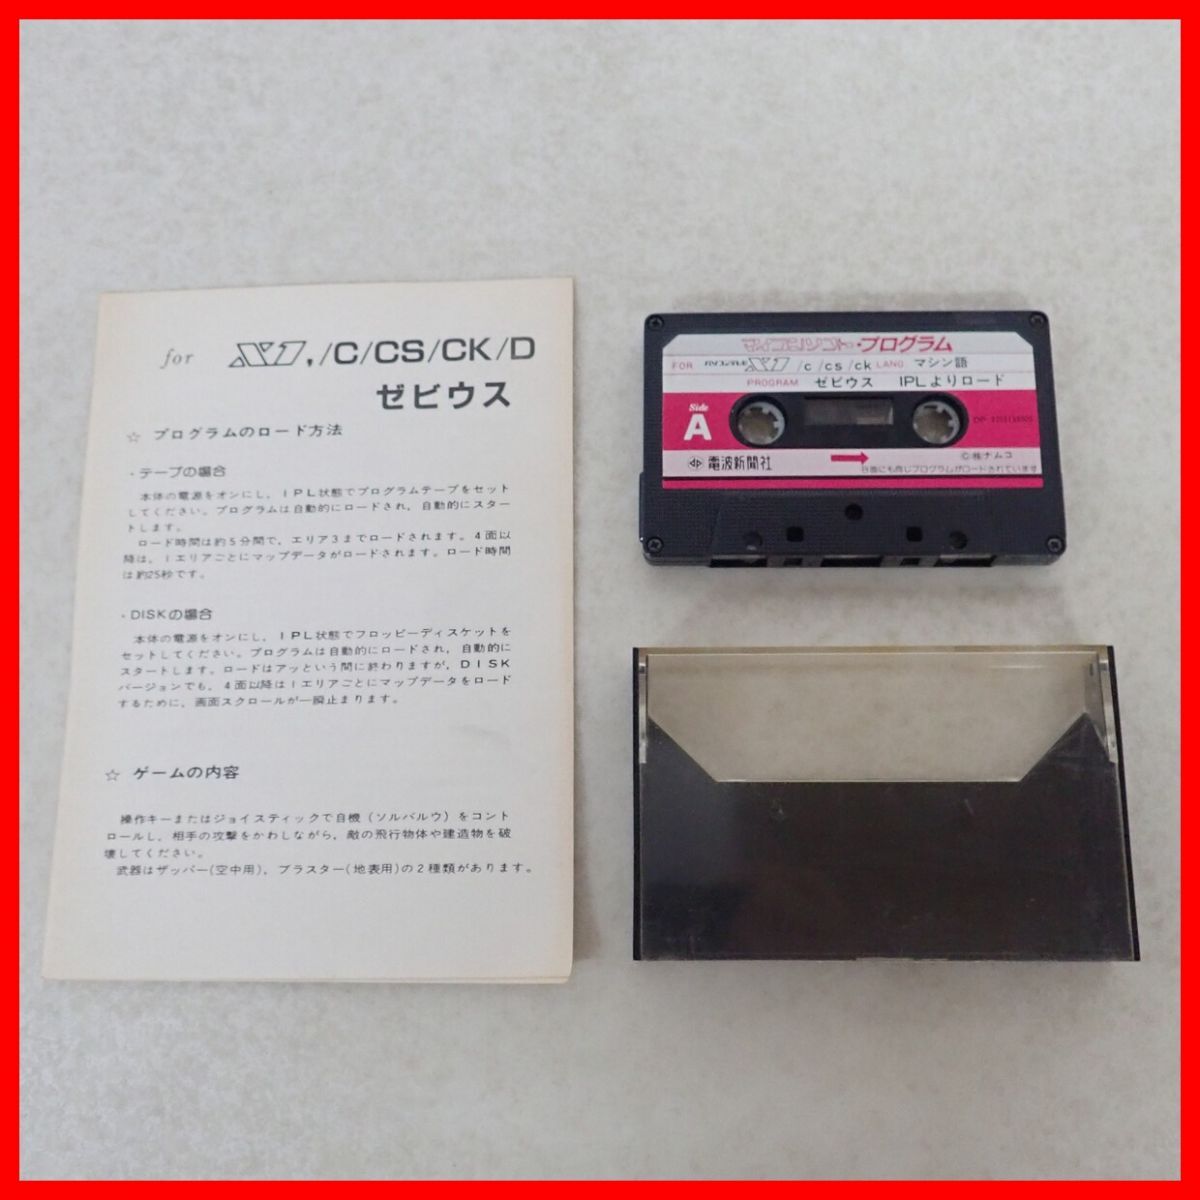 for X1, /C/CS/CK/D
ゼビウス
☆ プログラムのロード方法
・テープの場合
本体の電源をオンにし，IPL状態でプログラムテープをセット
してください。プログラムは自動的にロードされ，自動的にスター
トします。
ロード時間は約5分間で，エリア3までロードされます。4面以
降は，1エリアごとにマップデータがロードされます。ロード時間
は約25秒です。
・DISKの場合
本体の電源をオンにし，IPL状態でフロッピーディスケットを
セットしてください。プログラムは自動的にロードされ，自動的に
スタートします。ロードはアッという間に終わりますが，DISK
バージョンでも，4面以降は1エリアごとにマップデータをロード
するために，画面スクロールが一瞬止まります。
☆ ゲームの内容
操作キーまたはジョイスティックで自機（ソルバルウ）をコント
ロールし，相手の攻撃をかわしながら，敵の飛行物体や建造物を破
壊してください。
武器はザッパー(空中用)，ブラスター(地表用)の2種類があります。
マイコンソフト・プログラム
FOR パソコンテレビ X1 /c /cs /ck LANG マシン語
PROGRAM ゼビウス IPLよりロード
Side
A
電波新聞社
©㈱ナムコ
B面にも同じプログラムがロードされています